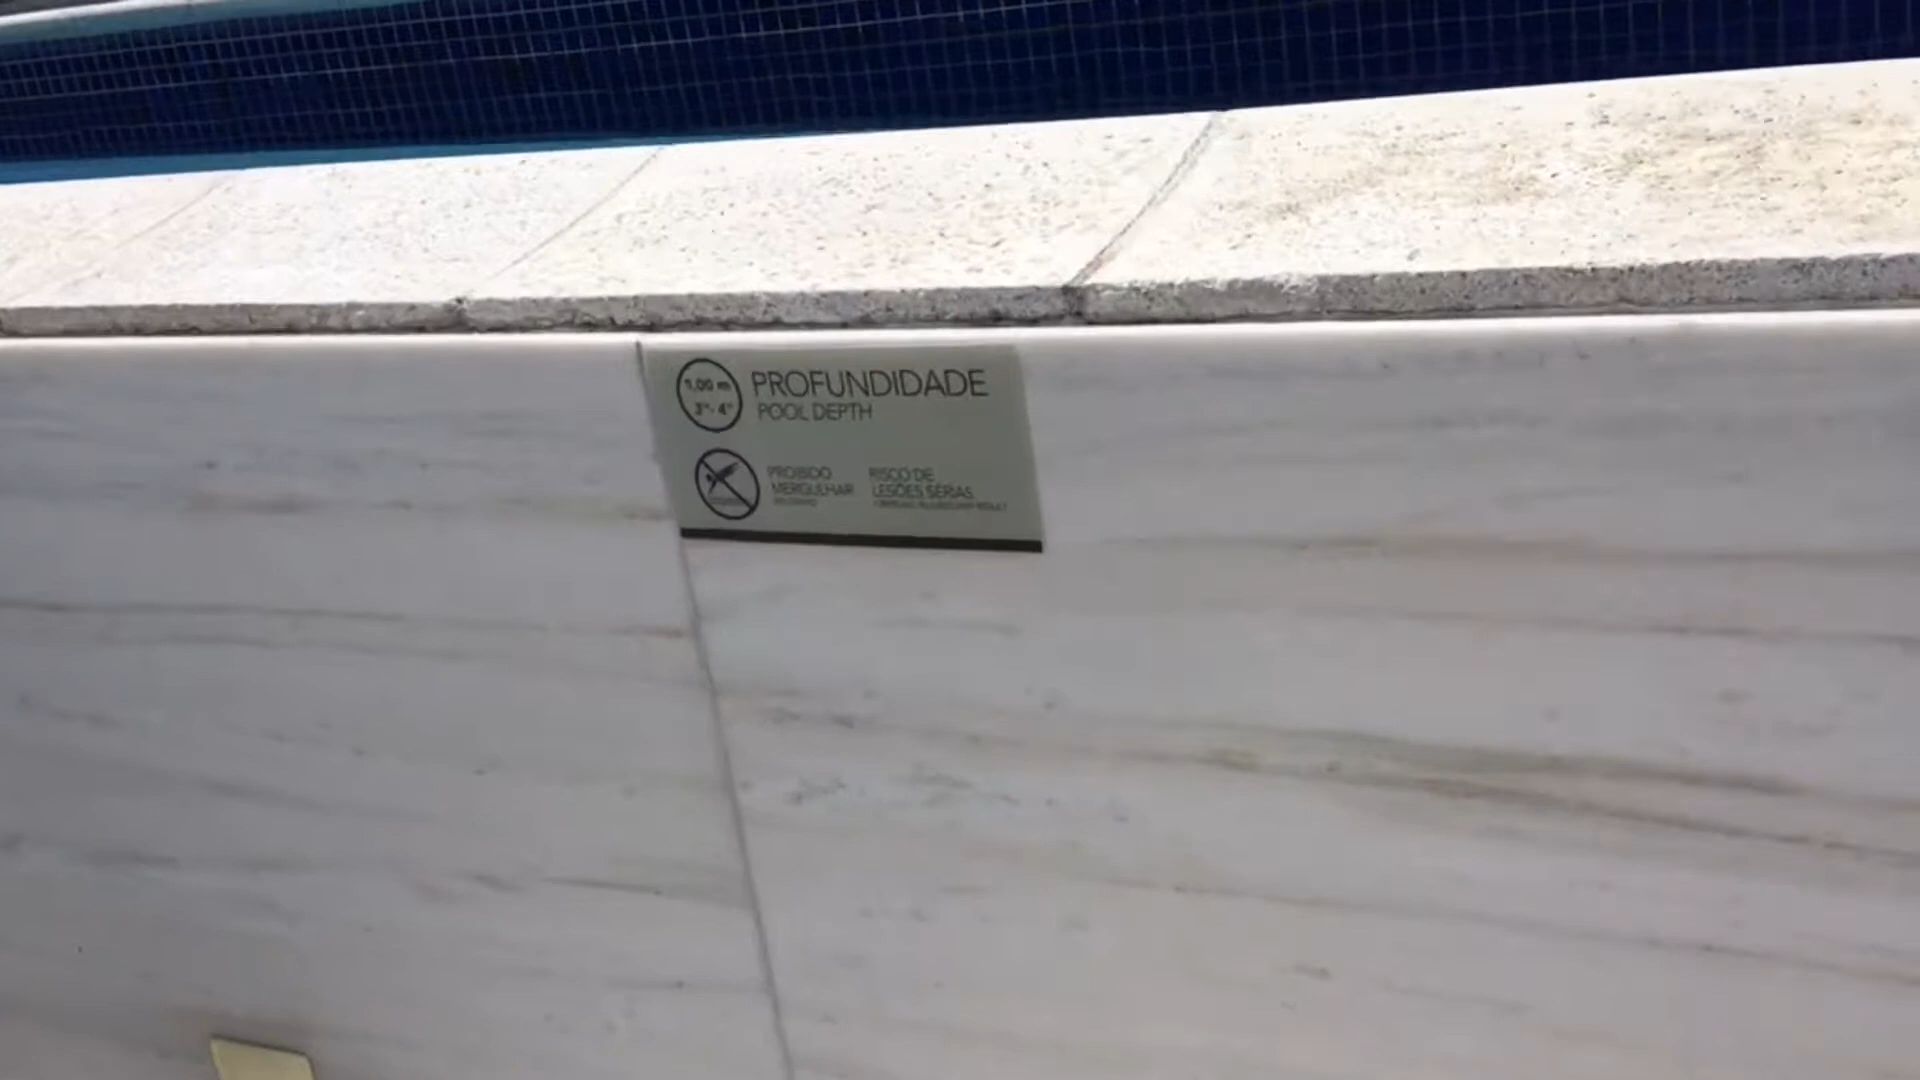 1.00 m
3"- 4"
PROFUNDIDADE
POOL DEPTH
PROIBIDO
MERGULHAR
RISCO DE
LESÕES SÉRIAS